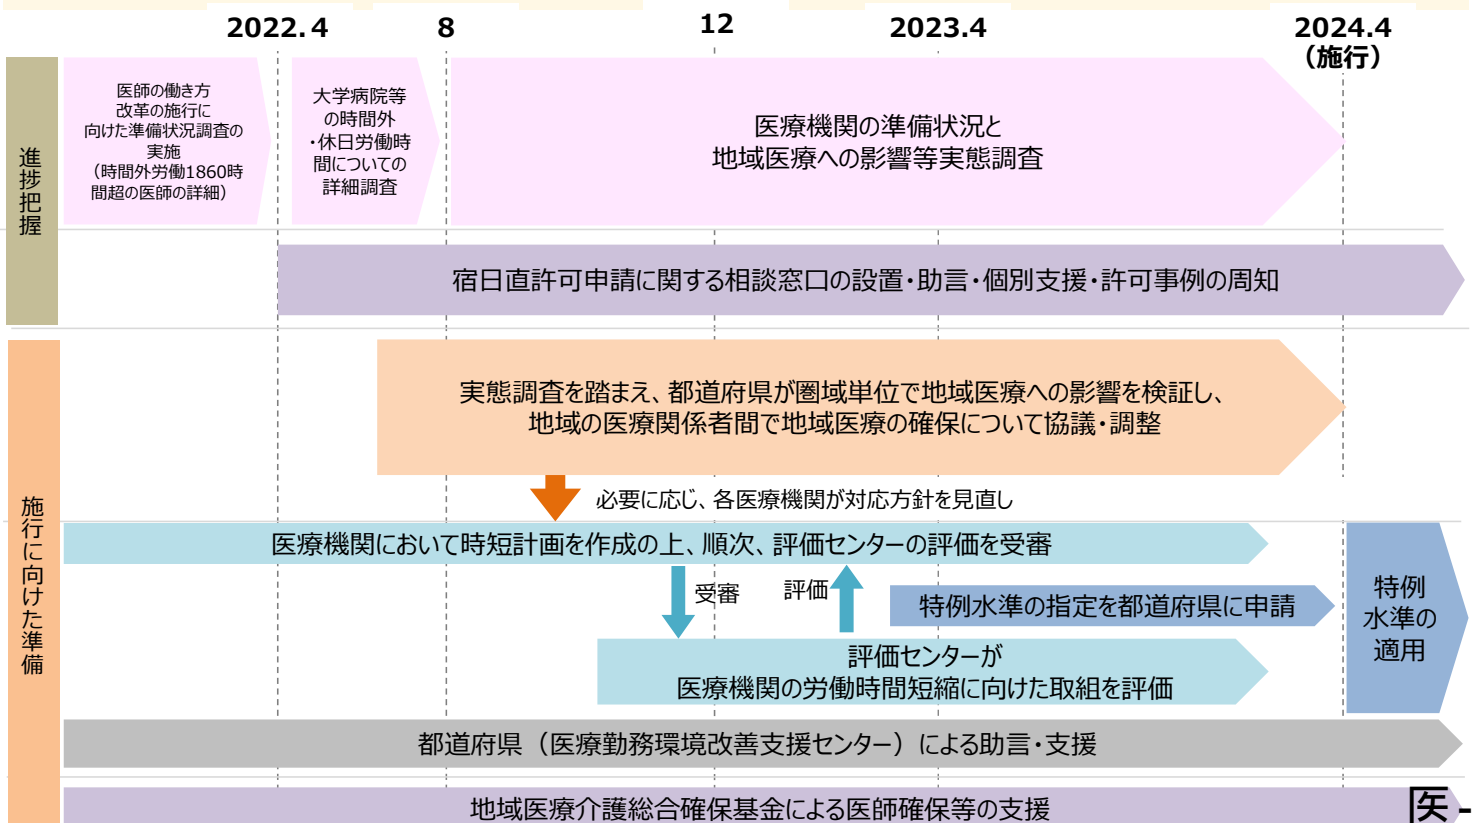 2022.4
8
12
2023.4
2024.4
（施行）
進捗把握
医師の働き方
改革の施行に
向けた準備状況調査の
実施
（時間外労働1860時
間超の医師の詳細）
大学病院等
の時間外
・休日労働時
間についての
詳細調査
医療機関の準備状況と
地域医療への影響等実態調査
宿日直許可申請に関する相談窓口の設置・助言・個別支援・許可事例の周知
施行に向けた準備
実態調査を踏まえ、都道府県が圏域単位で地域医療への影響を検証し、
地域の医療関係者間で地域医療の確保について協議・調整
必要に応じ、各医療機関が対応方針を見直し
医療機関において時短計画を作成の上、順次、評価センターの評価を受審
受審
評価
特例水準の指定を都道府県に申請
特例
水準の
適用
評価センターが
医療機関の労働時間短縮に向けた取組を評価
都道府県（医療勤務環境改善支援センター）による助言・支援
地域医療介護総合確保基金による医師確保等の支援
医-